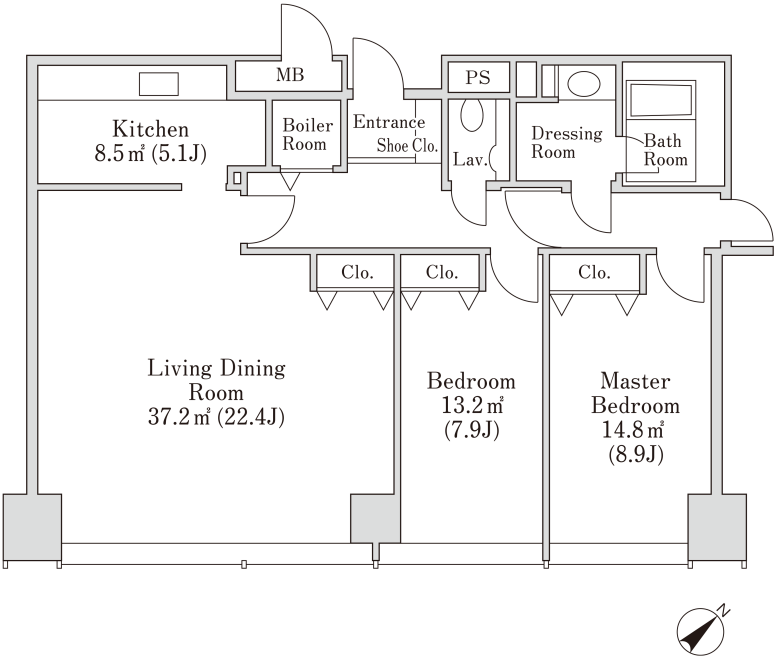 MB
PS
Kitchen
8.5㎡ (5.1J)
Boiler
Room
Entrance
Shoe Clo.
Lav.
Dressing
Room
Bath
Room
Clo.
Clo.
Clo.
Living Dining
Room
37.2㎡ (22.4J)
Bedroom
13.2㎡
(7.9J)
Master
Bedroom
14.8㎡
(8.9J)
N